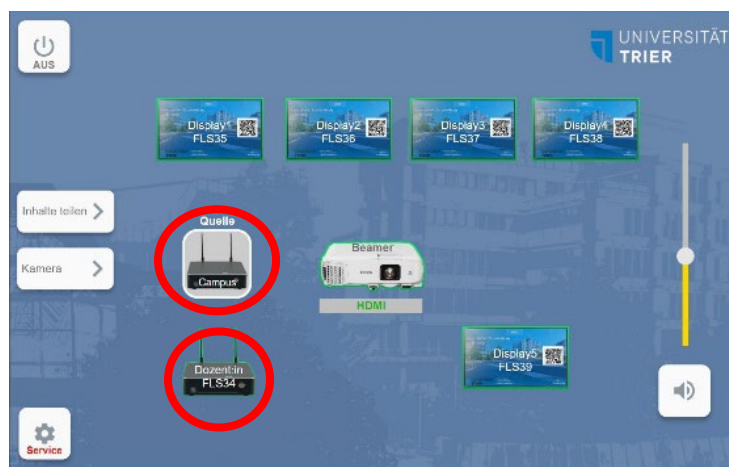 AUS
UNIVERSITÄT
TRIER
Display1
FLS35
Display2
FLS36
Display3
FLS37
Display4
FLS38
Inhalte teilen
Quelle
Campus
Beamer
HDMI
Kamera
Dozent:in
FLS34
Display5
FLS39
Service